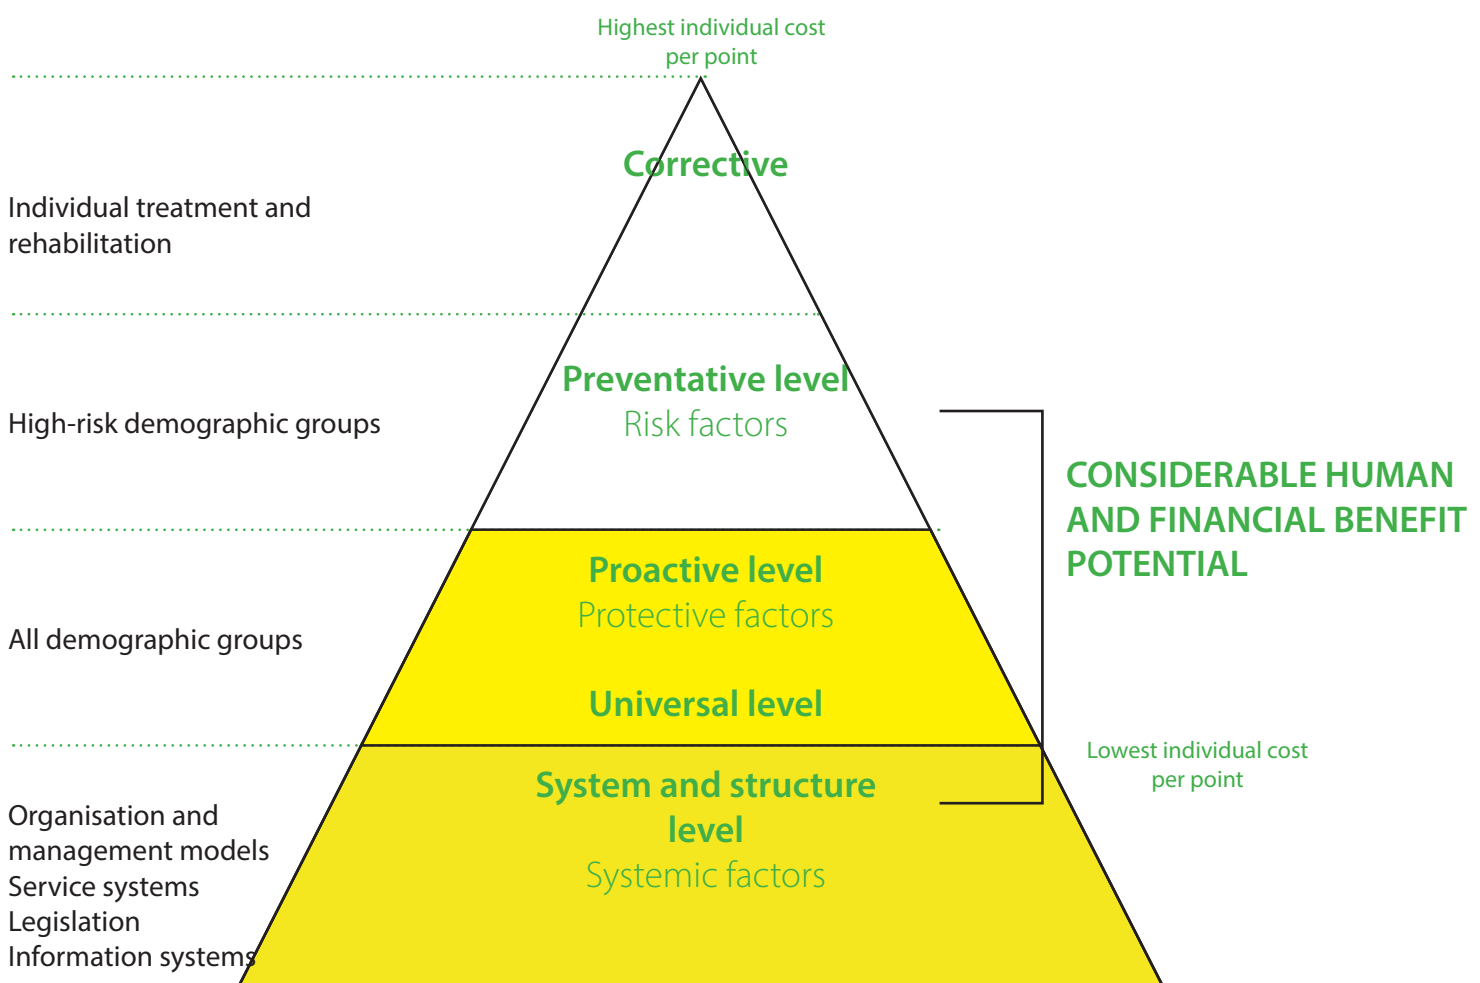 Highest individual cost
per point
Corrective
Individual treatment and
rehabilitation
Preventative level
Risk factors
High-risk demographic groups
CONSIDERABLE HUMAN
AND FINANCIAL BENEFIT
POTENTIAL
Proactive level
Protective factors
All demographic groups
Universal level
Lowest individual cost
per point
System and structure
level
Systemic factors
Organisation and
management models
Service systems
Legislation
Information systems